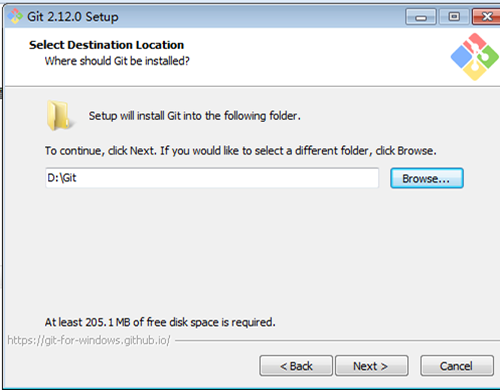 Git 2.12.0 Setup
Select Destination Location
Where should Git be installed?
Setup will install Git into the following folder.
To continue, click Next. If you would like to select a different folder, click Browse.
D:\Git
Browse...
At least 205.1 MB of free disk space is required.
https://git-for-windows.github.io/
< Back
Next >
Cancel